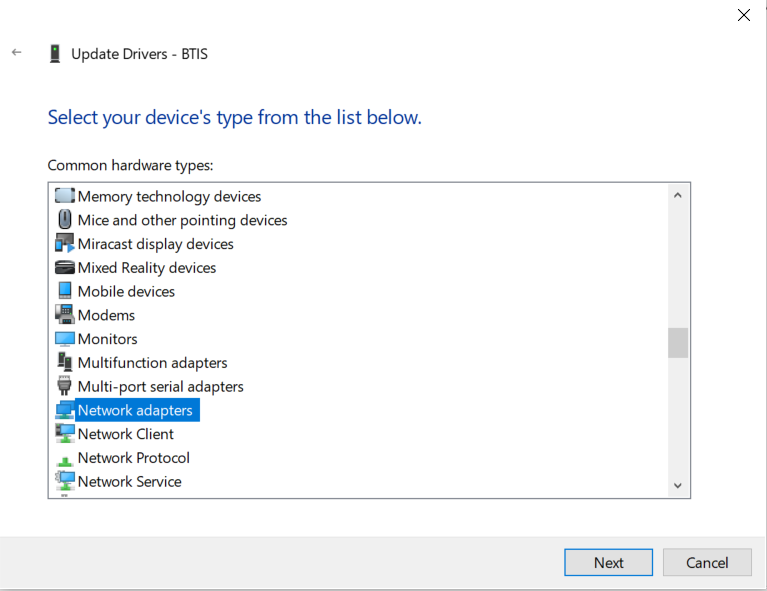 Update Drivers - BTIS
Select your device's type from the list below.
Common hardware types:
Memory technology devices
Mice and other pointing devices
Miracast display devices
Mixed Reality devices
Mobile devices
Modems
Monitors
Multifunction adapters
Multi-port serial adapters
Network adapters
Network Client
Network Protocol
Network Service
Next Cancel